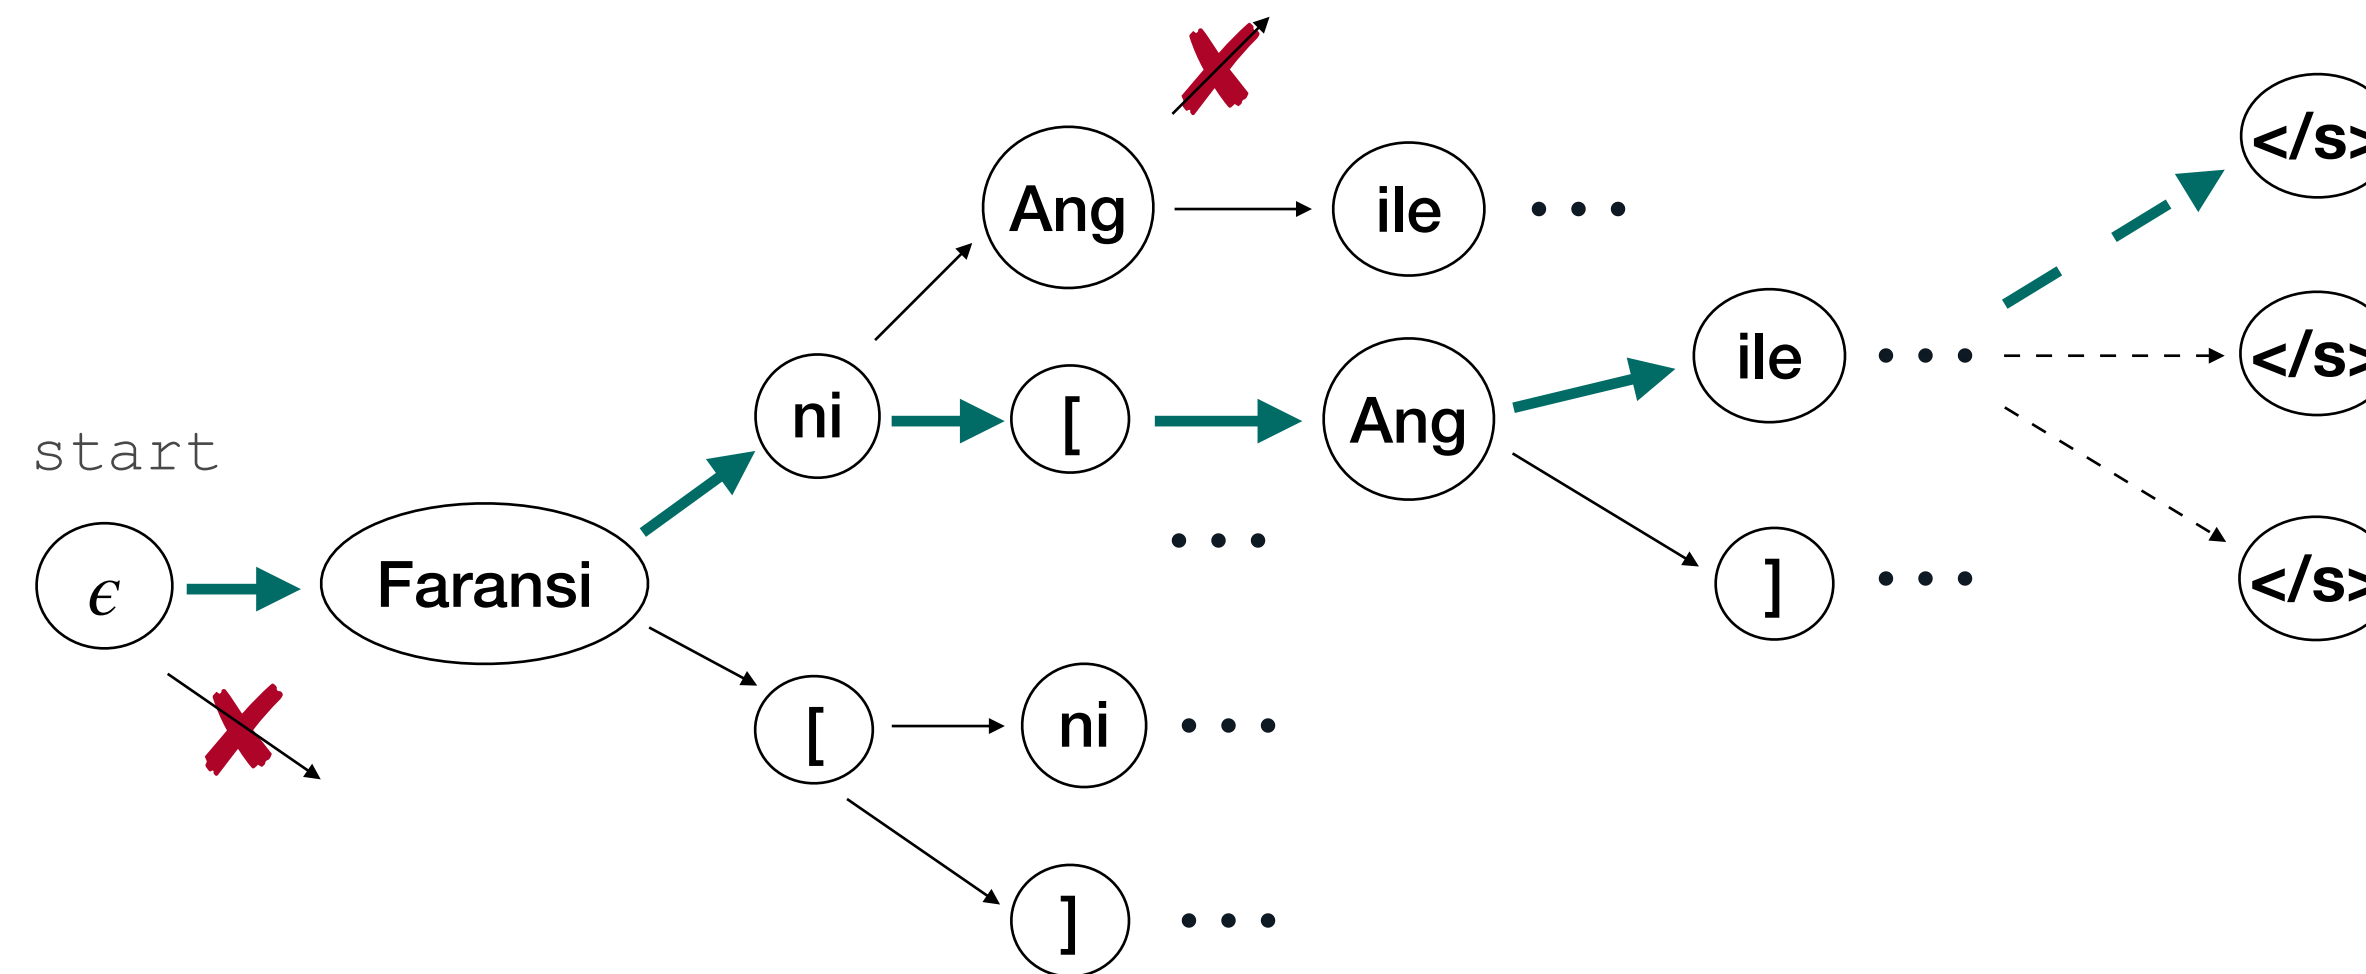 start
ϵ
Faransi
ni
Ang
ile
• • •
[
Ang
ile
• • •
]
• • •
• • •
[
ni
• • •
]
• • •
</s>
</s>
</s>